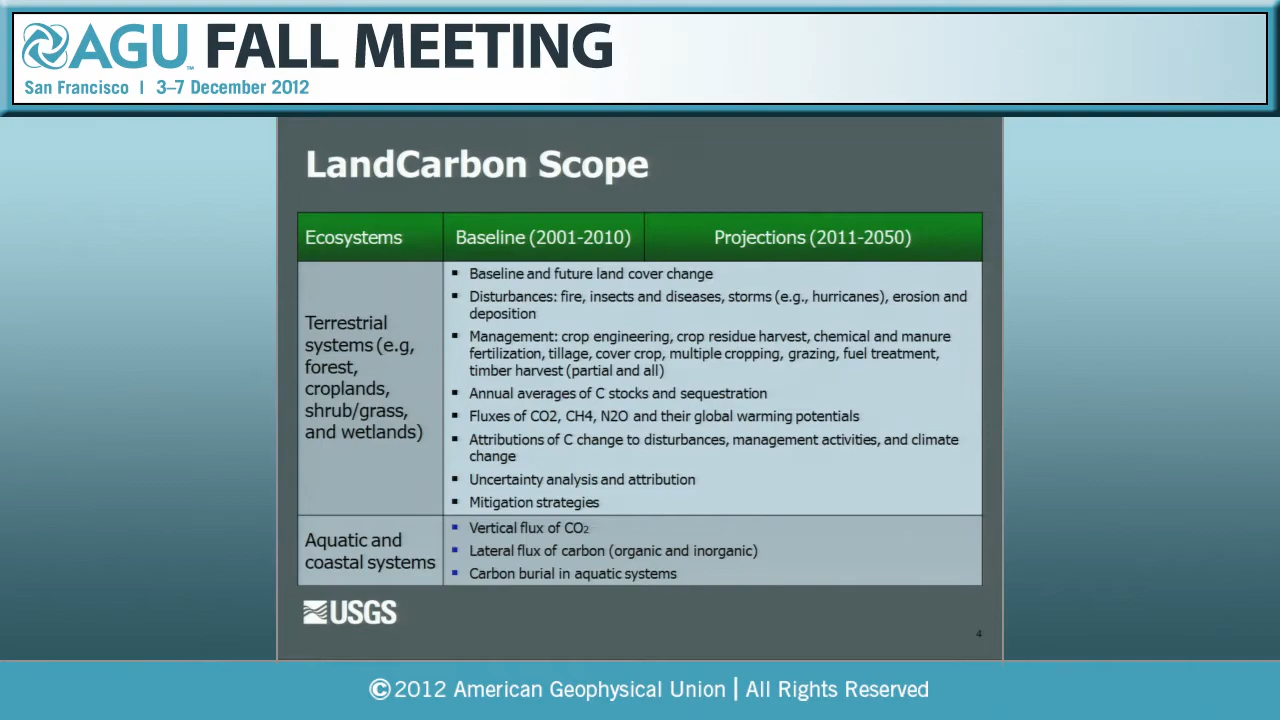 AGU FALL MEETING
San Francisco | 3–7 December 2012
LandCarbon Scope
Ecosystems
Baseline (2001-2010)
Projections (2011-2050)
Terrestrial
systems (e.g,
forest,
croplands,
shrub/grass,
and wetlands)
▪ Baseline and future land cover change
▪ Disturbances: fire, insects and diseases, storms (e.g., hurricanes), erosion and
deposition
▪ Management: crop engineering, crop residue harvest, chemical and manure
fertilization, tillage, cover crop, multiple cropping, grazing, fuel treatment,
timber harvest (partial and all)
▪ Annual averages of C stocks and sequestration
▪ Fluxes of CO2, CH4, N2O and their global warming potentials
▪ Attributions of C change to disturbances, management activities, and climate
change
▪ Uncertainty analysis and attribution
▪ Mitigation strategies
Aquatic and
coastal systems
▪ Vertical flux of CO2
▪ Lateral flux of carbon (organic and inorganic)
▪ Carbon burial in aquatic systems
USGS
4
©2012 American Geophysical Union | All Rights Reserved